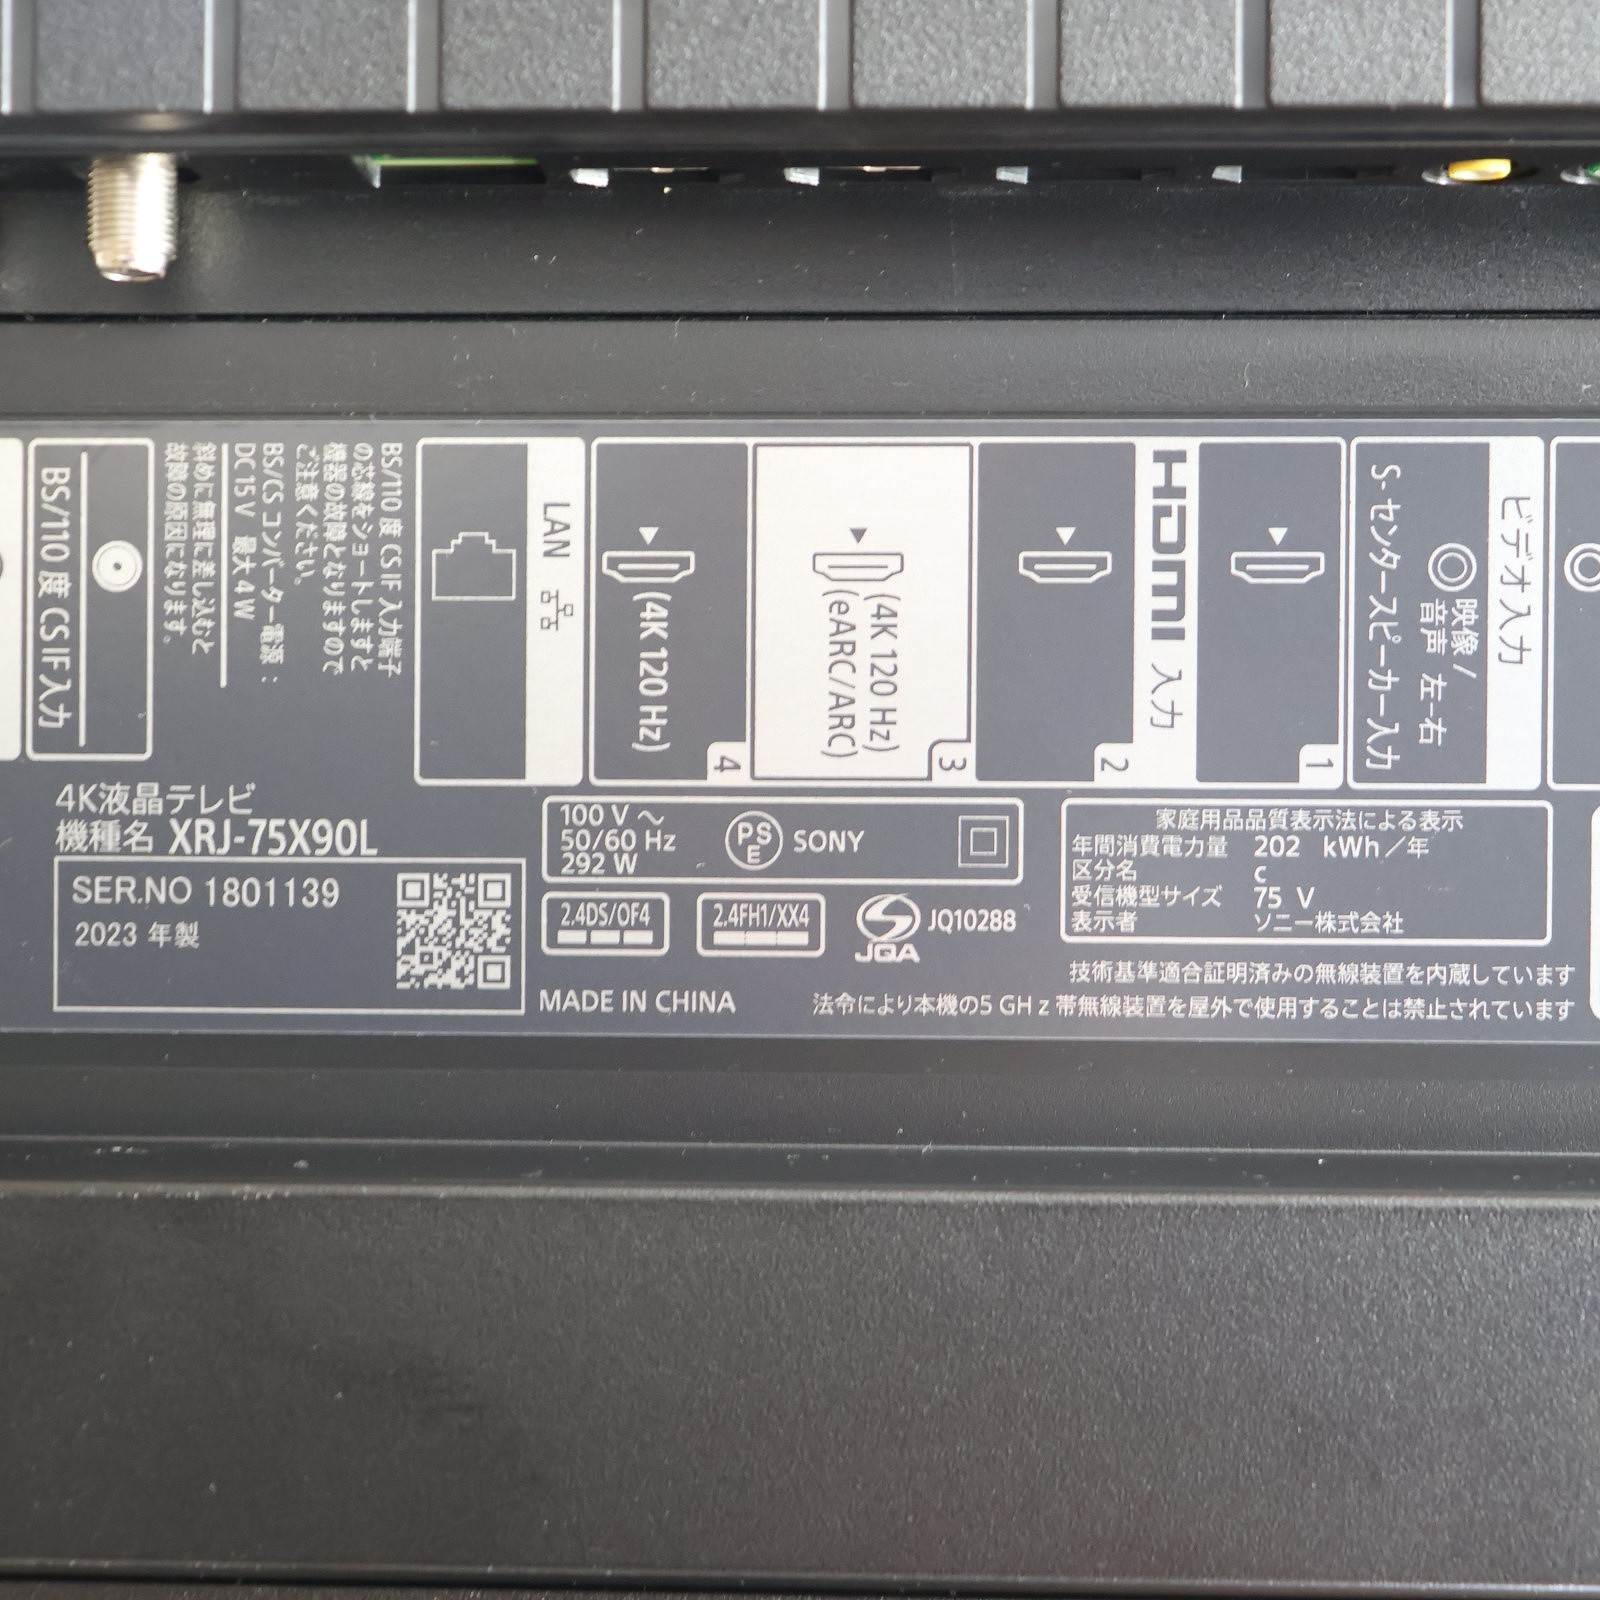 BS/110 度 CS IF 入力
BS/110 度 CS IF 入力端子
の芯線をショートしますと
機器の故障となりますので
ご注意ください。
BS/CS コンバーター電源：
DC 15 V 最大 4 W
斜めに無理に差し込むと
故障の原因になります。
LAN
4
(4K 120 Hz)
3
(4K 120 Hz)
(eARC/ARC)
2
HDMI 入力
1
ビデオ入力
映像/
音声 左-右
S-センタースピーカー入力
4K液晶テレビ
機種名 XRJ-75X90L
SER.NO 1801139
2023 年製
100 V ～
50/60 Hz
292 W
PS
E
SONY
2.4DS/OF4
2.4FH1/XX4
JQA
JQ10288
MADE IN CHINA
家庭用品品質表示法による表示
年間消費電力量 202 kWh／年
区分名 C
受信機型サイズ 75 V
表示者 ソニー株式会社
技術基準適合証明済みの無線装置を内蔵しています
法令により本機の5 GHz 帯無線装置を屋外で使用することは禁止されています